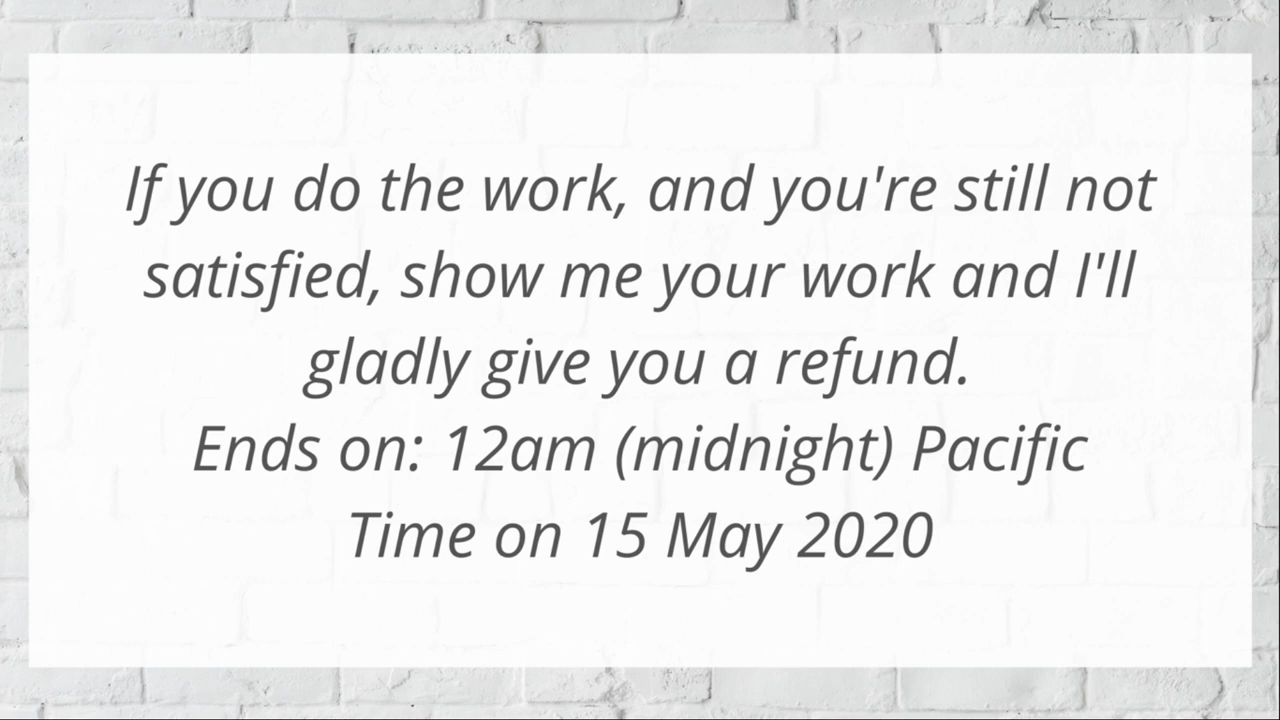 If you do the work, and you're still not
satisfied, show me your work and I'll
gladly give you a refund.
Ends on: 12am (midnight) Pacific
Time on 15 May 2020